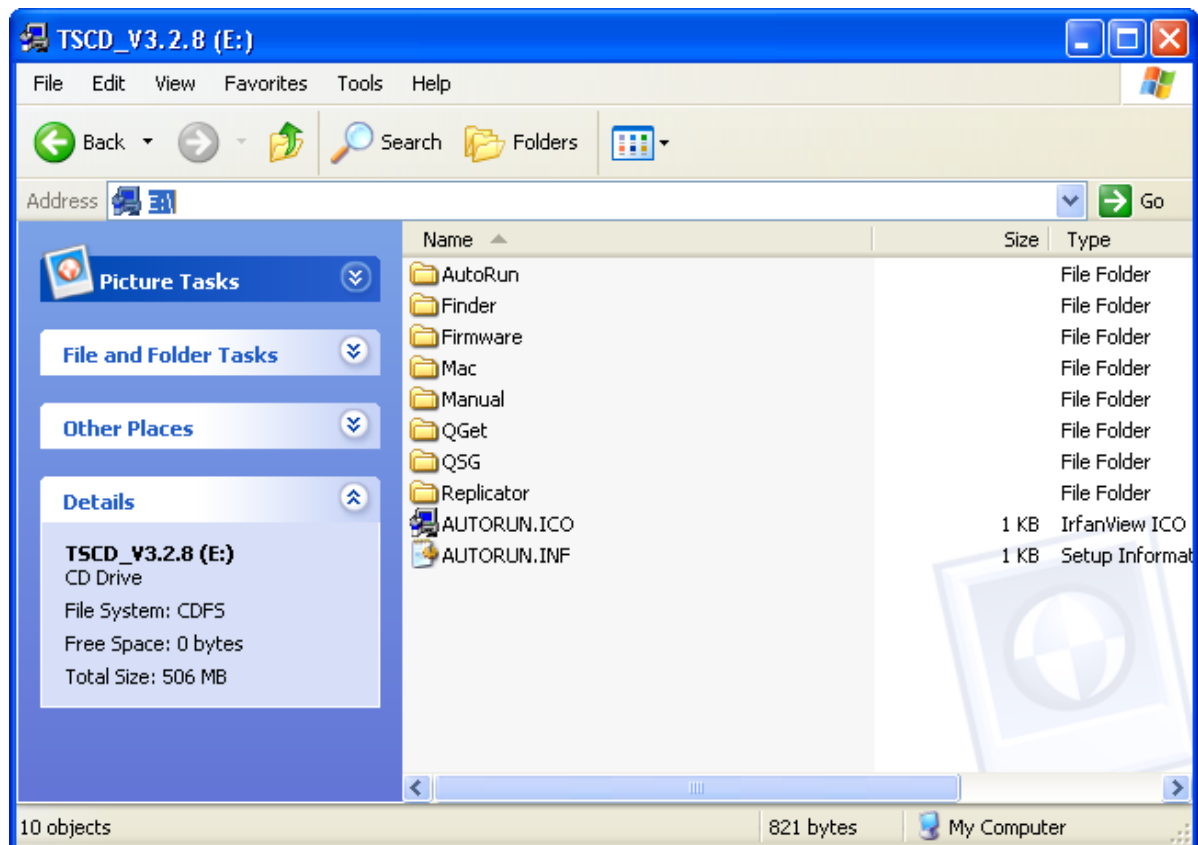 TSCD_V3.2.8 (E:)
File Edit View Favorites Tools Help
Back Search Folders
Address E:\ Go
Picture Tasks
File and Folder Tasks
Other Places
Details
TSCD_V3.2.8 (E:)
CD Drive
File System: CDFS
Free Space: 0 bytes
Total Size: 506 MB
Name Size Type
AutoRun File Folder
Finder File Folder
Firmware File Folder
Mac File Folder
Manual File Folder
QGet File Folder
QSG File Folder
Replicator File Folder
AUTORUN.ICO 1 KB IrfanView ICO
AUTORUN.INF 1 KB Setup Informat
10 objects 821 bytes My Computer